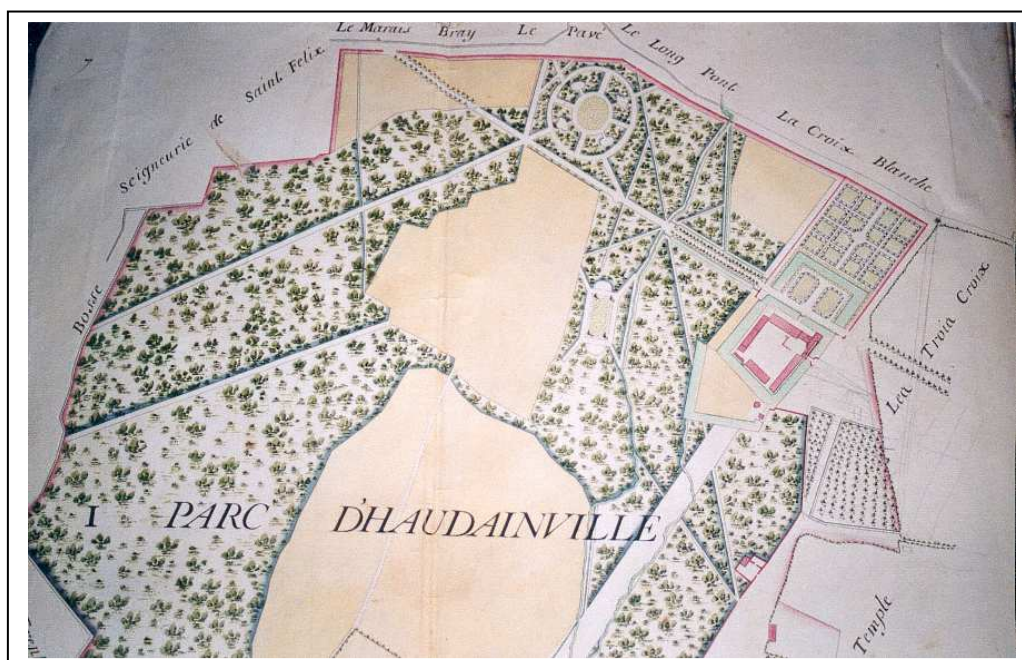 Le Marais Bray Le Pavé Le Long Pont La Croix Blanche
7
Seigneurie de Saint Felix
Bosse
Les Trois Croix
I PARC D'HAUDAINVILLE
Temple